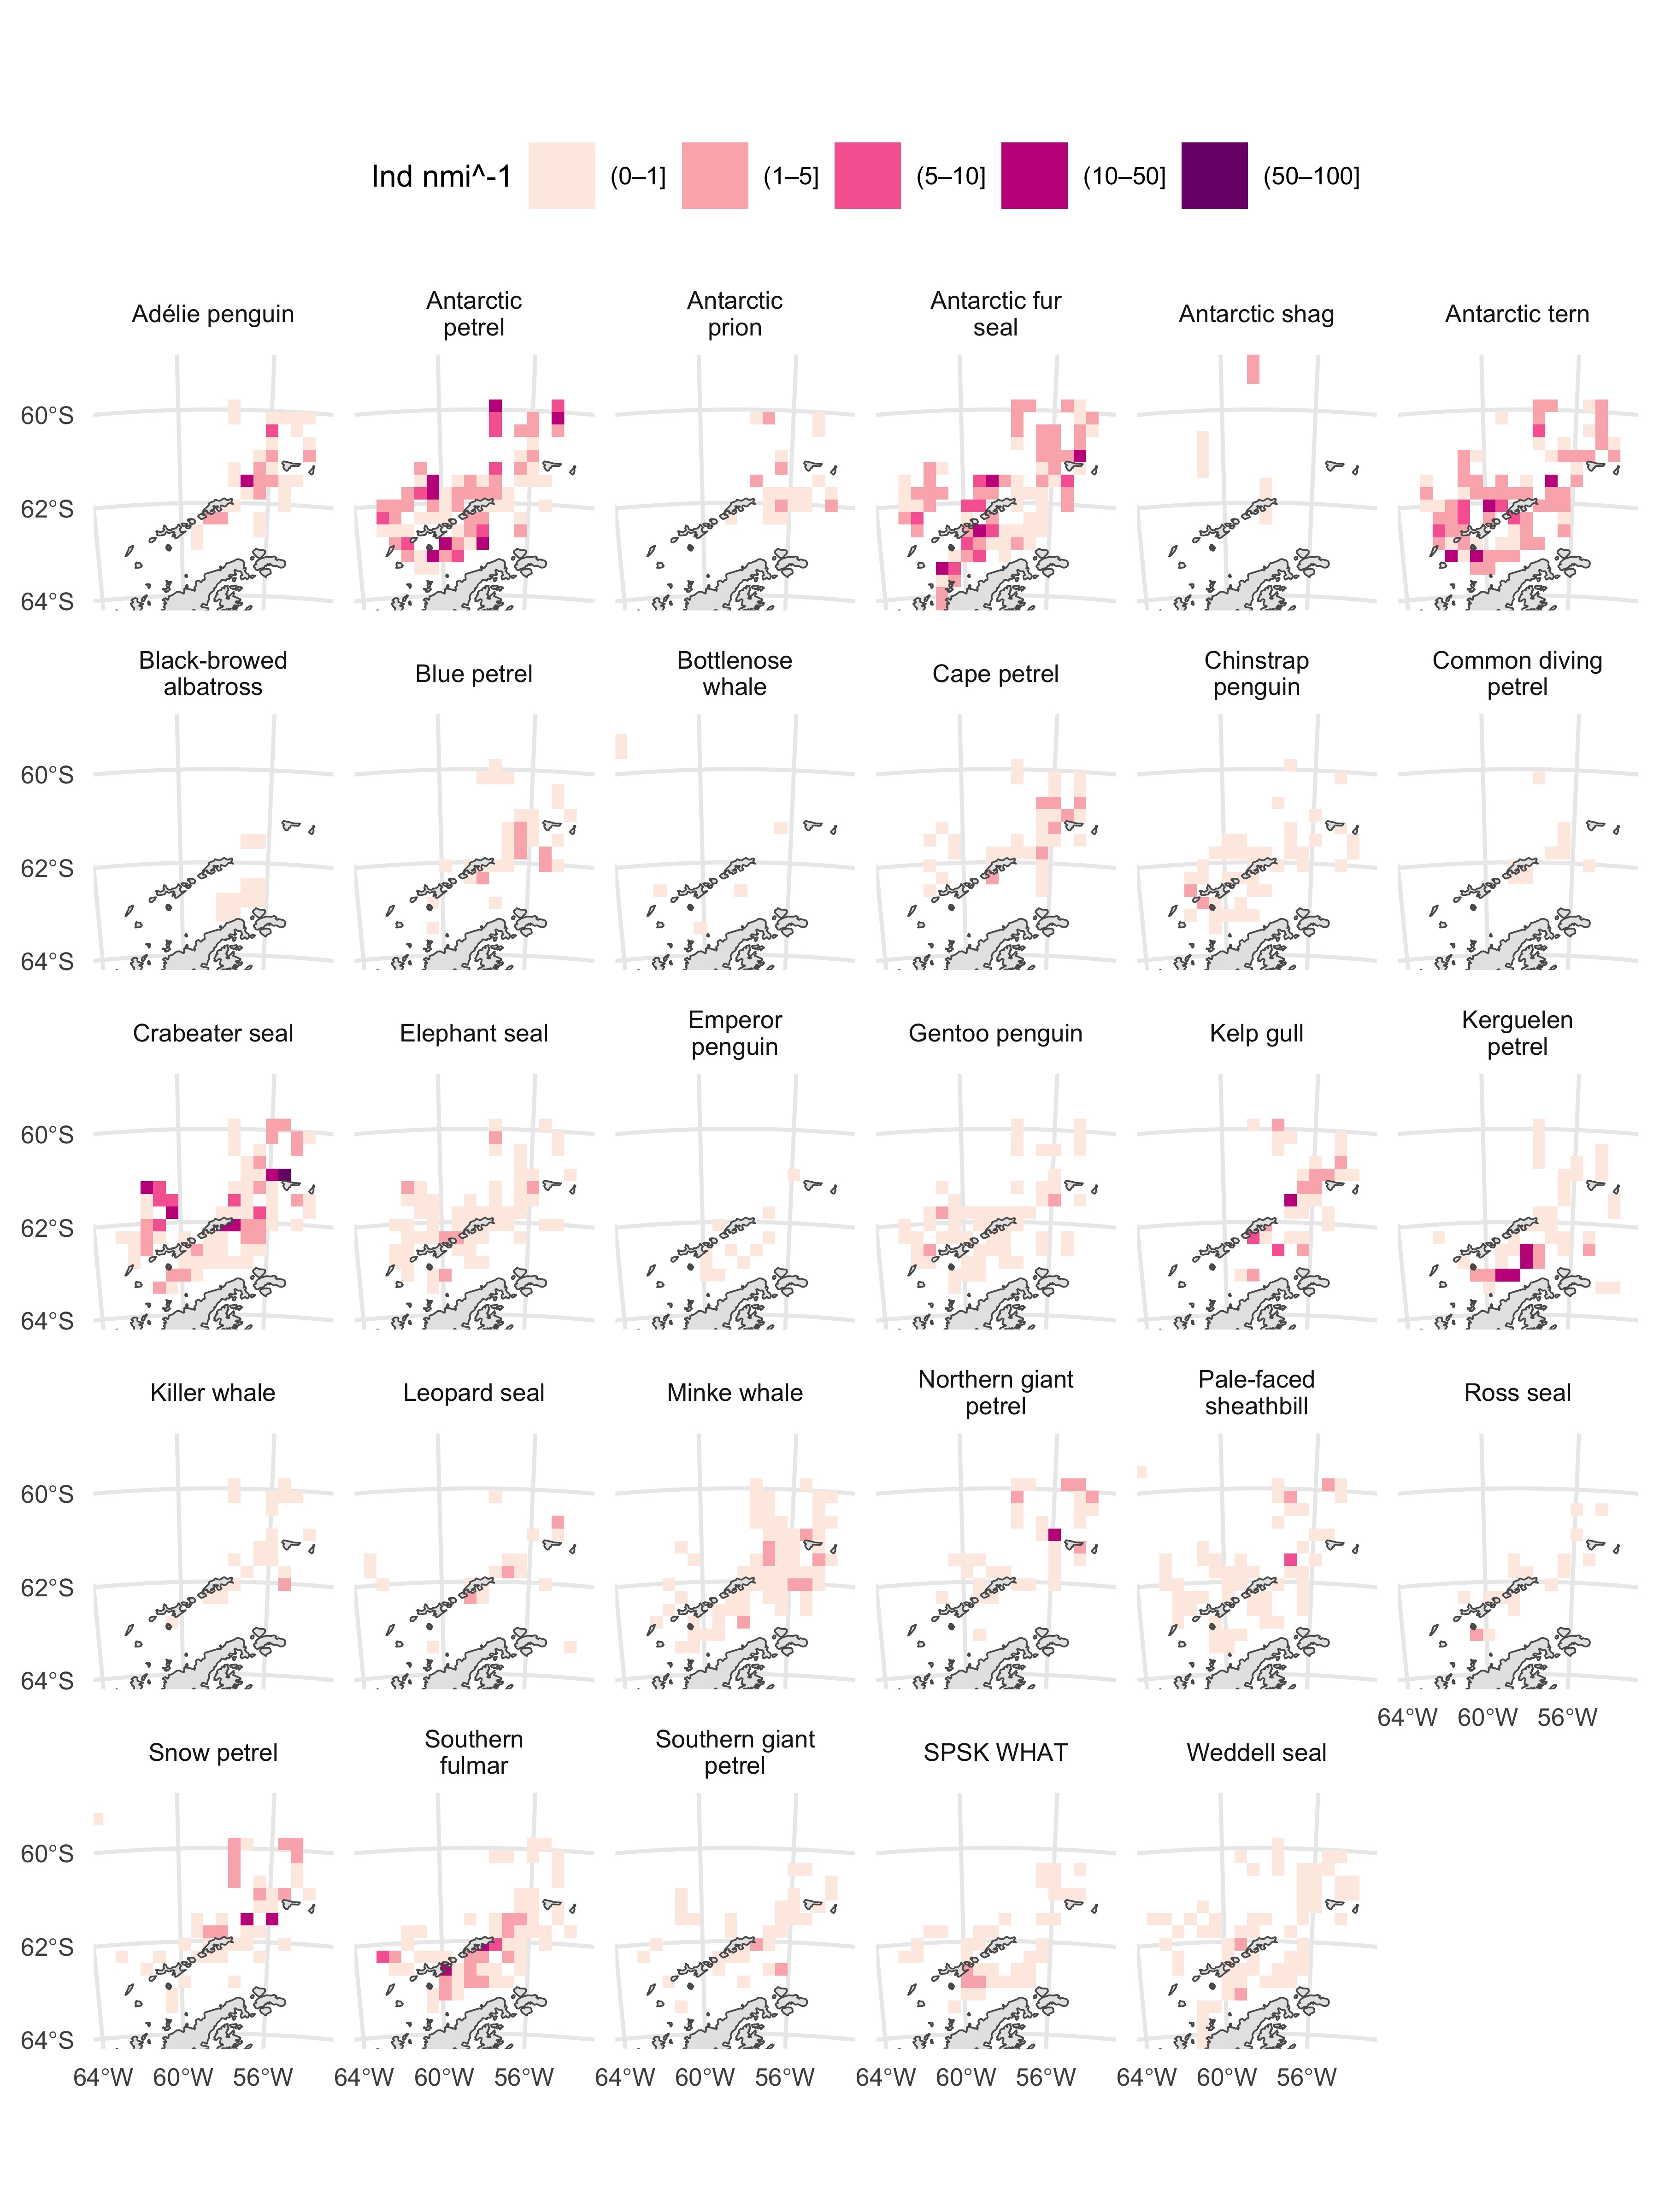 Ind nmi^-1 (0–1] (1–5] (5–10] (10–50] (50–100]
Adélie penguin
Antarctic
petrel
Antarctic
prion
Antarctic fur
seal
Antarctic shag
Antarctic tern
60°S
62°S
64°S
Black-browed
albatross
Blue petrel
Bottlenose
whale
Cape petrel
Chinstrap
penguin
Common diving
petrel
60°S
62°S
64°S
Crabeater seal
Elephant seal
Emperor
penguin
Gentoo penguin
Kelp gull
Kerguelen
petrel
60°S
62°S
64°S
Killer whale
Leopard seal
Minke whale
Northern giant
petrel
Pale-faced
sheathbill
Ross seal
60°S
62°S
64°S
64°W 60°W 56°W
Snow petrel
Southern
fulmar
Southern giant
petrel
SPSK WHAT
Weddell seal
60°S
62°S
64°S
64°W 60°W 56°W
64°W 60°W 56°W
64°W 60°W 56°W
64°W 60°W 56°W
64°W 60°W 56°W